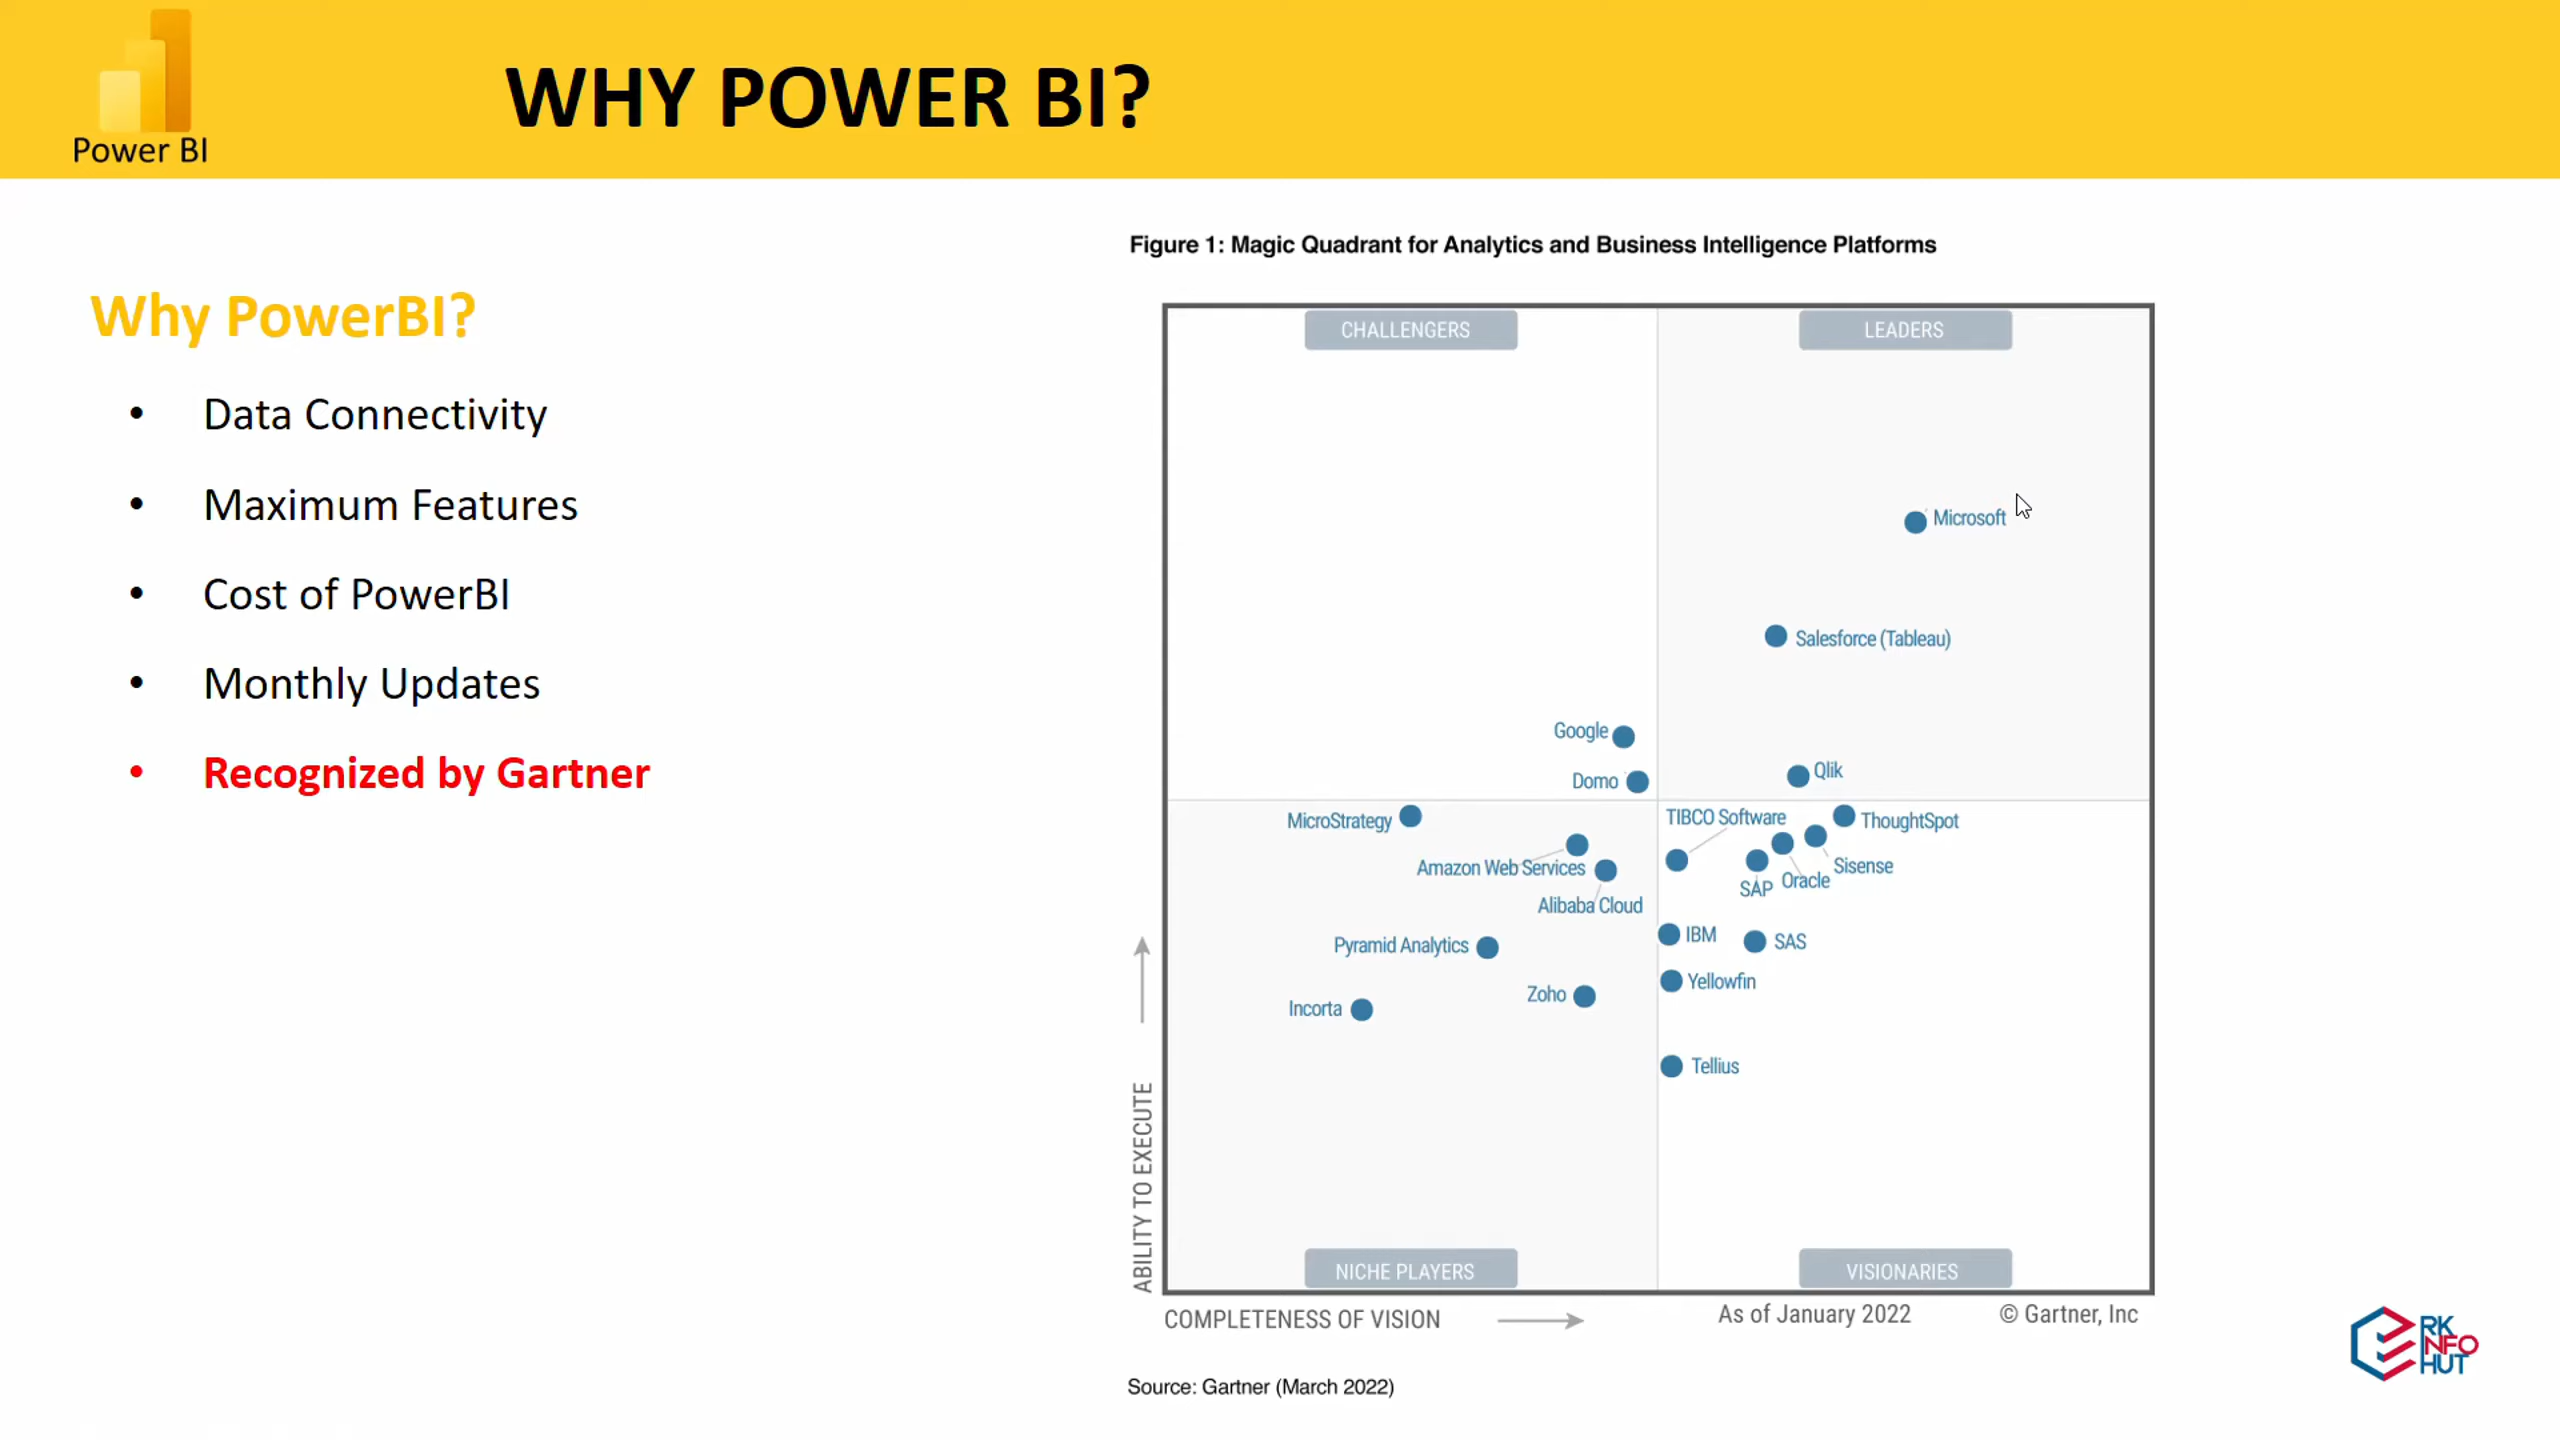 WHY POWER BI?
Power BI
Why PowerBI?
• Data Connectivity
• Maximum Features
• Cost of PowerBI
• Monthly Updates
• Recognized by Gartner
Figure 1: Magic Quadrant for Analytics and Business Intelligence Platforms
CHALLENGERS
LEADERS
Microsoft
Salesforce (Tableau)
Google
Domo
Qlik
MicroStrategy
TIBCO Software
ThoughtSpot
Amazon Web Services
Sisense
SAP
Oracle
Alibaba Cloud
IBM
SAS
Pyramid Analytics
Yellowfin
Zoho
Incorta
Tellius
ABILITY TO EXECUTE
NICHE PLAYERS
VISIONARIES
COMPLETENESS OF VISION
As of January 2022
© Gartner, Inc
Source: Gartner (March 2022)
RK
INFO
HUT